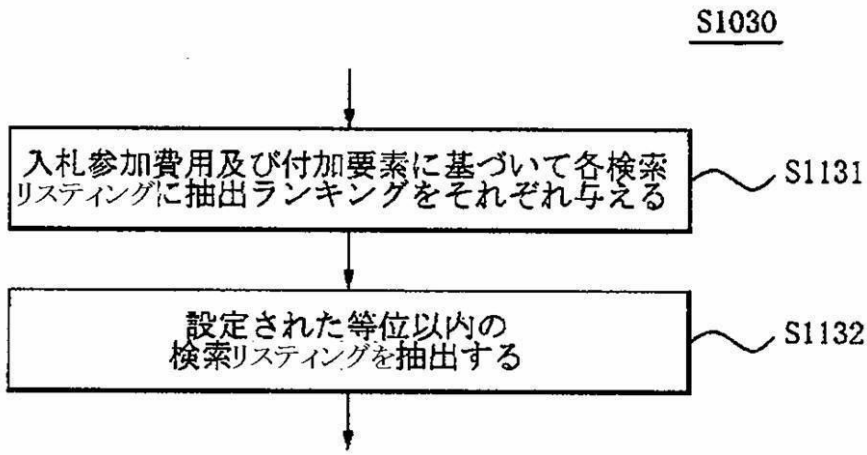 S1030
入札参加費用及び付加要素に基づいて各検索
リスティングに抽出ランキングをそれぞれ与える
S1131
設定された等位以内の
検索リスティングを抽出する
S1132